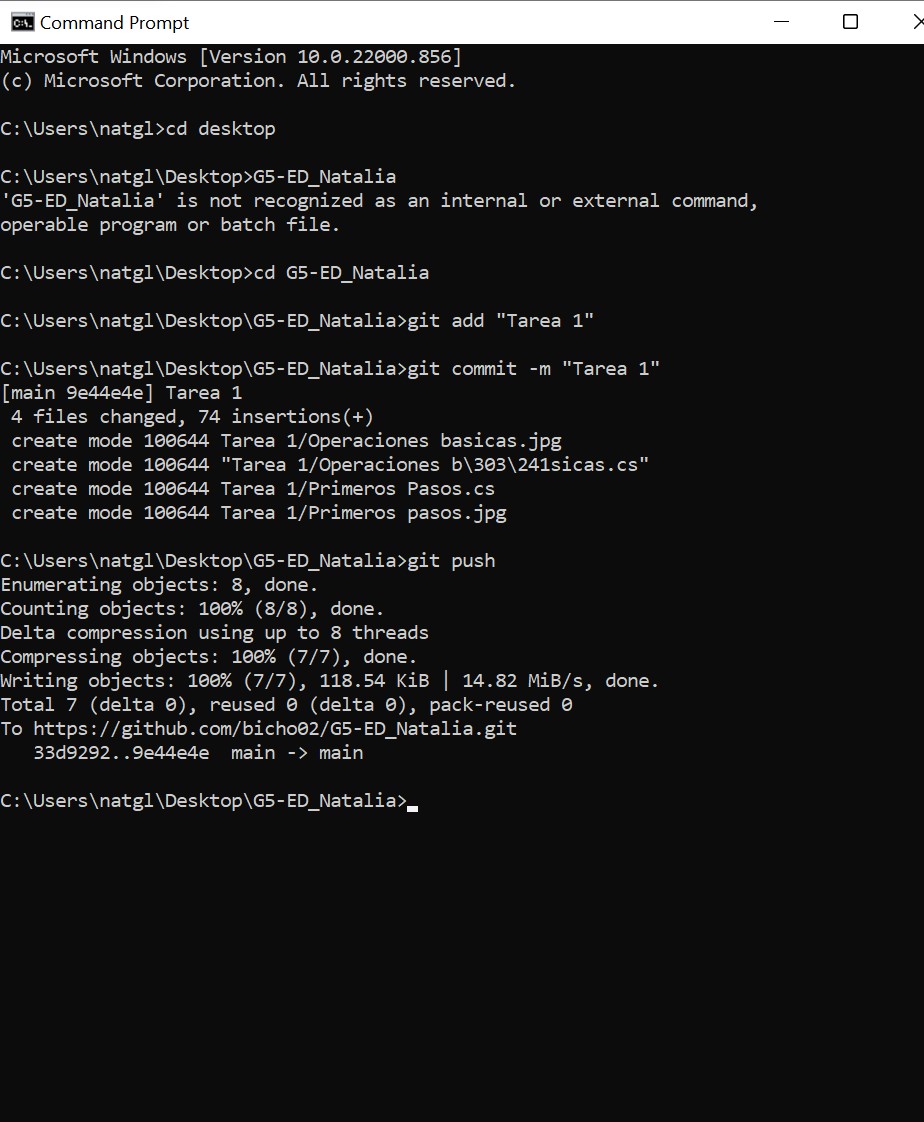 Command Prompt
Microsoft Windows [Version 10.0.22000.856]
(c) Microsoft Corporation. All rights reserved.
C:\Users\natgl>cd desktop
C:\Users\natgl\Desktop>G5-ED_Natalia
'G5-ED_Natalia' is not recognized as an internal or external command,
operable program or batch file.
C:\Users\natgl\Desktop>cd G5-ED_Natalia
C:\Users\natgl\Desktop\G5-ED_Natalia>git add "Tarea 1"
C:\Users\natgl\Desktop\G5-ED_Natalia>git commit -m "Tarea 1"
[main 9e44e4e] Tarea 1
 4 files changed, 74 insertions(+)
 create mode 100644 Tarea 1/Operaciones basicas.jpg
 create mode 100644 "Tarea 1/Operaciones b\303\241sicas.cs"
 create mode 100644 Tarea 1/Primeros Pasos.cs
 create mode 100644 Tarea 1/Primeros pasos.jpg
C:\Users\natgl\Desktop\G5-ED_Natalia>git push
Enumerating objects: 8, done.
Counting objects: 100% (8/8), done.
Delta compression using up to 8 threads
Compressing objects: 100% (7/7), done.
Writing objects: 100% (7/7), 118.54 KiB | 14.82 MiB/s, done.
Total 7 (delta 0), reused 0 (delta 0), pack-reused 0
To https://github.com/bicho02/G5-ED_Natalia.git
   33d9292..9e44e4e  main -> main
C:\Users\natgl\Desktop\G5-ED_Natalia>